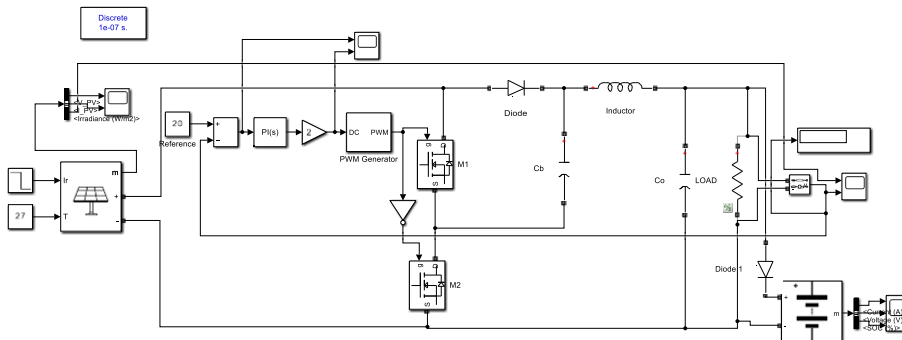 Discrete
1e-07 s.
<V_PV>
<I_PV>
<Irradiance (W/m2)>
20
Reference
+
−
PI(s)
2
DC
PWM
PWM Generator
g
D
S
M1
Diode
Inductor
Cb
Co
LOAD
Ir
T
m
+
-
27
g
D
S
M2
Diode 1
+
+
-
m
<Current (A)>
<Voltage (V)>
<SOC (%)>